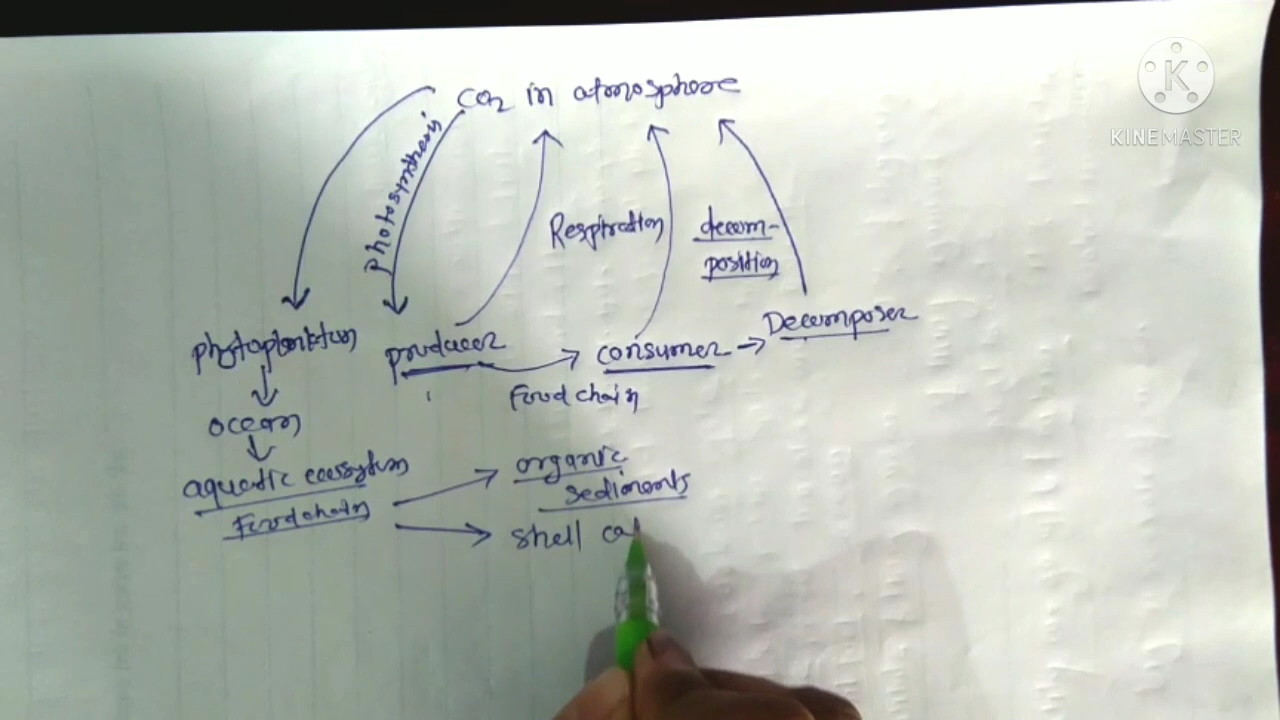 CO2 in atmosphere
KINEMASTER
Photosynthesis
Respiration
decom-
position
phytoplankton
producer
consumer
Decomposer
Food chain
ocean
aquatic ecosystem
Food chain
organic
sediments
shell cal